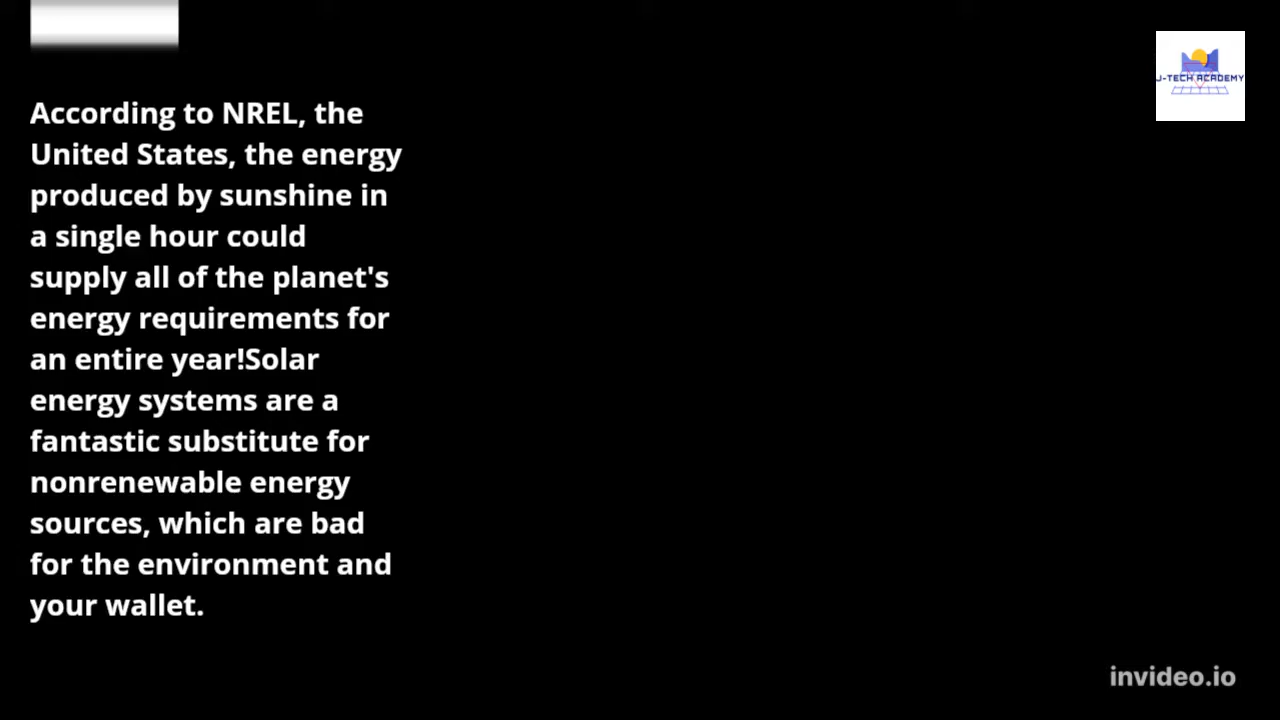 According to NREL, the
United States, the energy
produced by sunshine in
a single hour could
supply all of the planet's
energy requirements for
an entire year!Solar
energy systems are a
fantastic substitute for
nonrenewable energy
sources, which are bad
for the environment and
your wallet.
U-TECH ACADEMY
invideo.io